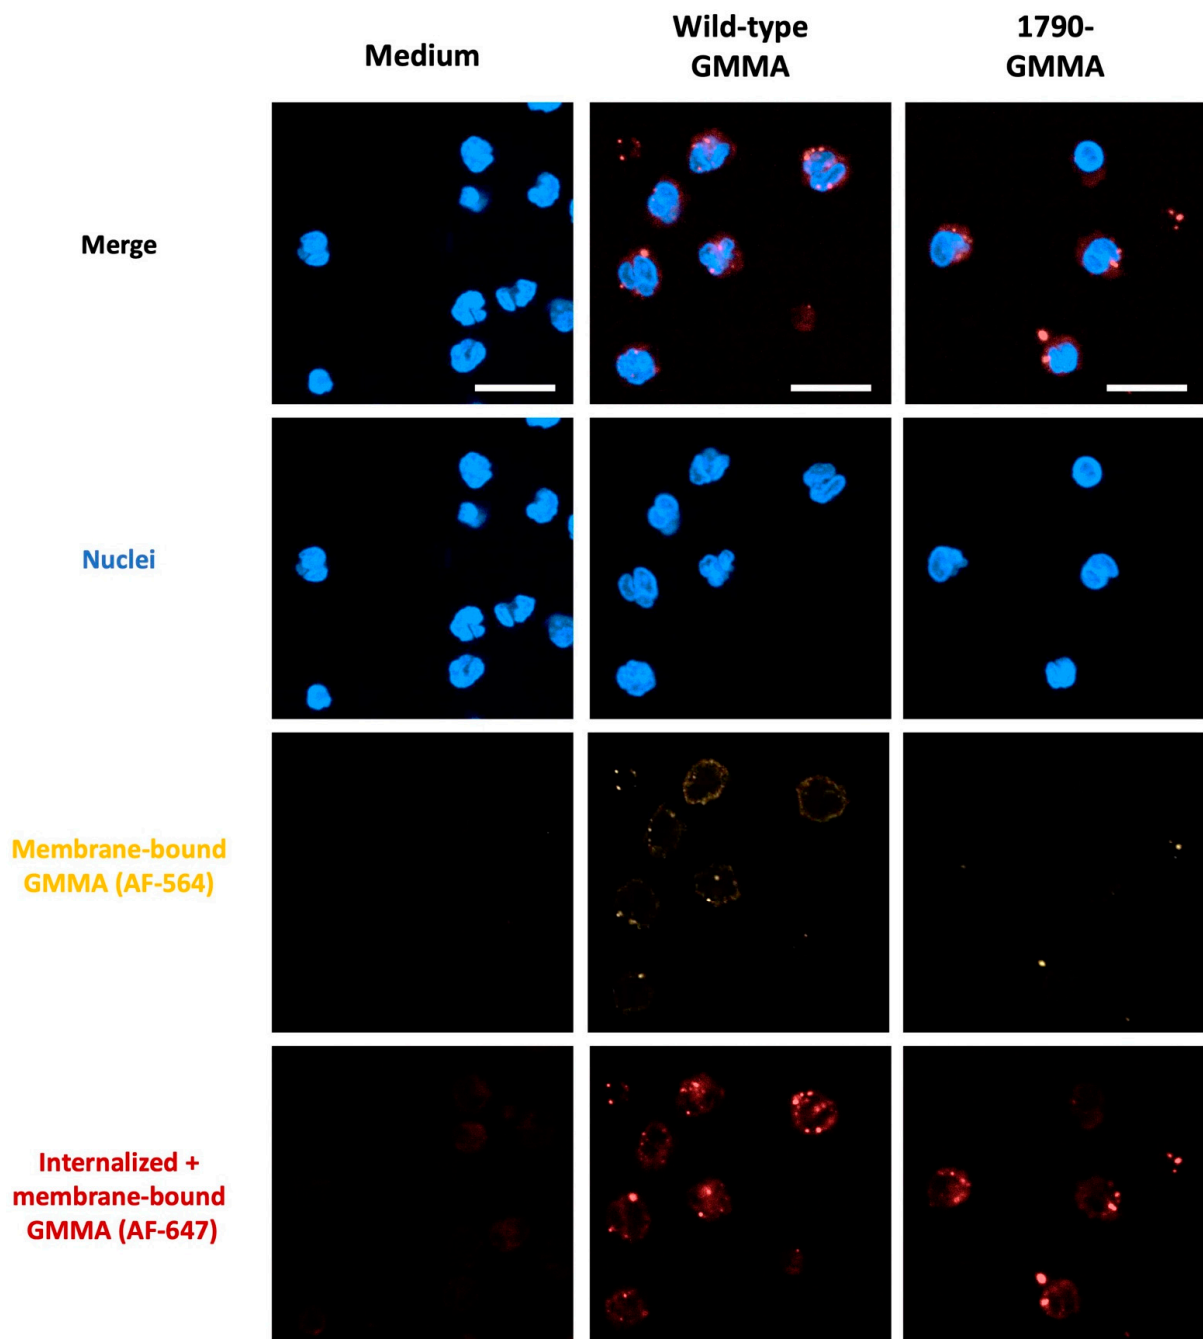 Medium
Wild-type
GMMA
1790-
GMMA
Merge
Nuclei
Membrane-bound
GMMA (AF-564)
Internalized +
membrane-bound
GMMA (AF-647)